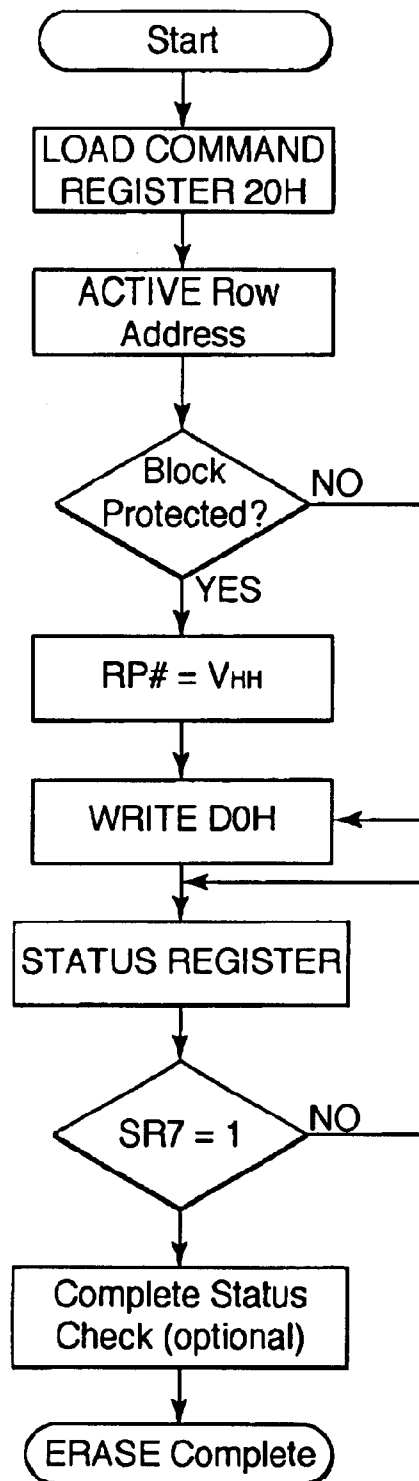 Start
LOAD COMMAND
REGISTER 20H
ACTIVE Row
Address
Block
Protected?
NO
YES
RP# = VHH
WRITE D0H
STATUS REGISTER
SR7 = 1
NO
Complete Status
Check (optional)
ERASE Complete